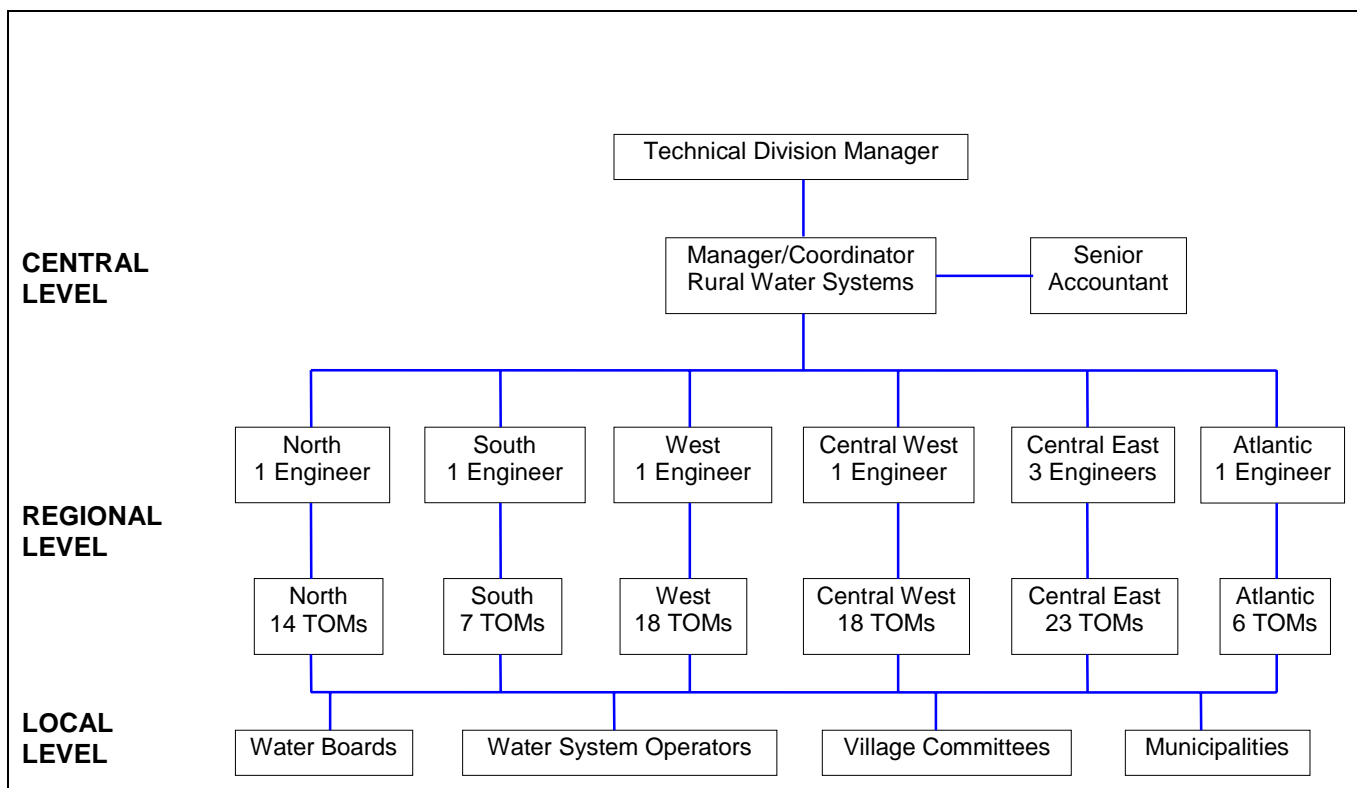 Technical Division Manager
CENTRAL
LEVEL
Manager/Coordinator
Rural Water Systems
Senior
Accountant
REGIONAL
LEVEL
North
1 Engineer
South
1 Engineer
West
1 Engineer
Central West
1 Engineer
Central East
3 Engineers
Atlantic
1 Engineer
North
14 TOMs
South
7 TOMs
West
18 TOMs
Central West
18 TOMs
Central East
23 TOMs
Atlantic
6 TOMs
LOCAL
LEVEL
Water Boards
Water System Operators
Village Committees
Municipalities